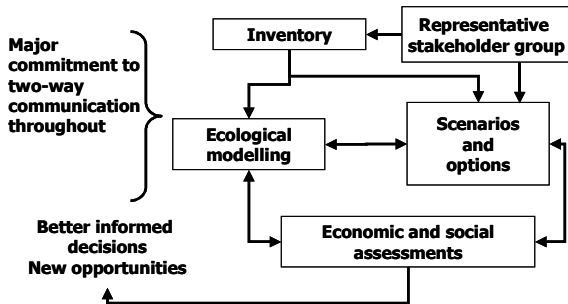 Major
commitment to
two-way
communication
throughout
Inventory
Representative
stakeholder group
Ecological
modelling
Scenarios
and
options
Economic and social
assessments
Better informed
decisions
New opportunities